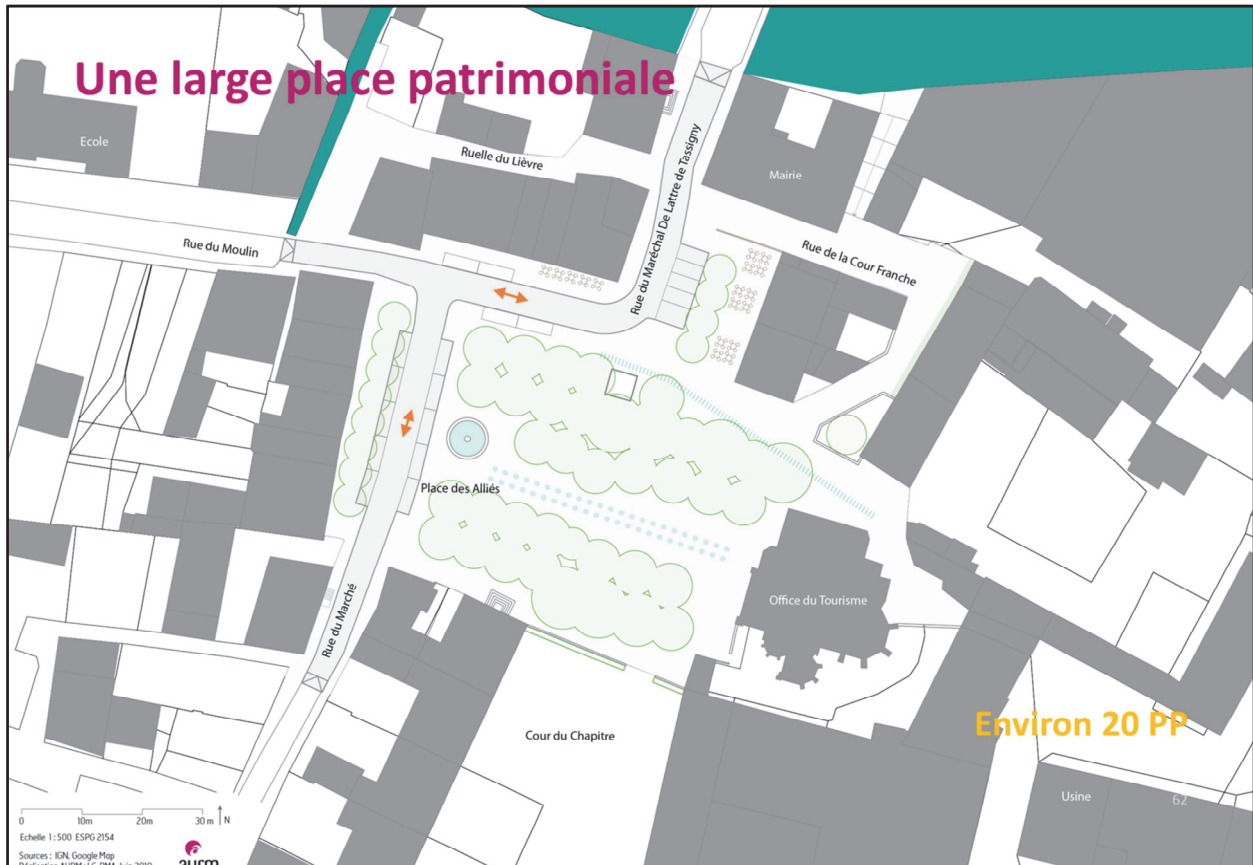 Une large place patrimoniale
Ecole
Ruelle du Lièvre
Rue du Maréchal De Lattre de Tassigny
Mairie
Rue du Moulin
Rue de la Cour Franche
Place des Alliés
Office du Tourisme
Rue du Marché
Cour du Chapitre
Environ 20 PP
Usine
62
0 10m 20m 30 m N
Echelle 1 : 500 ESPG 2154
Sources : IGN, Google Map
aurm